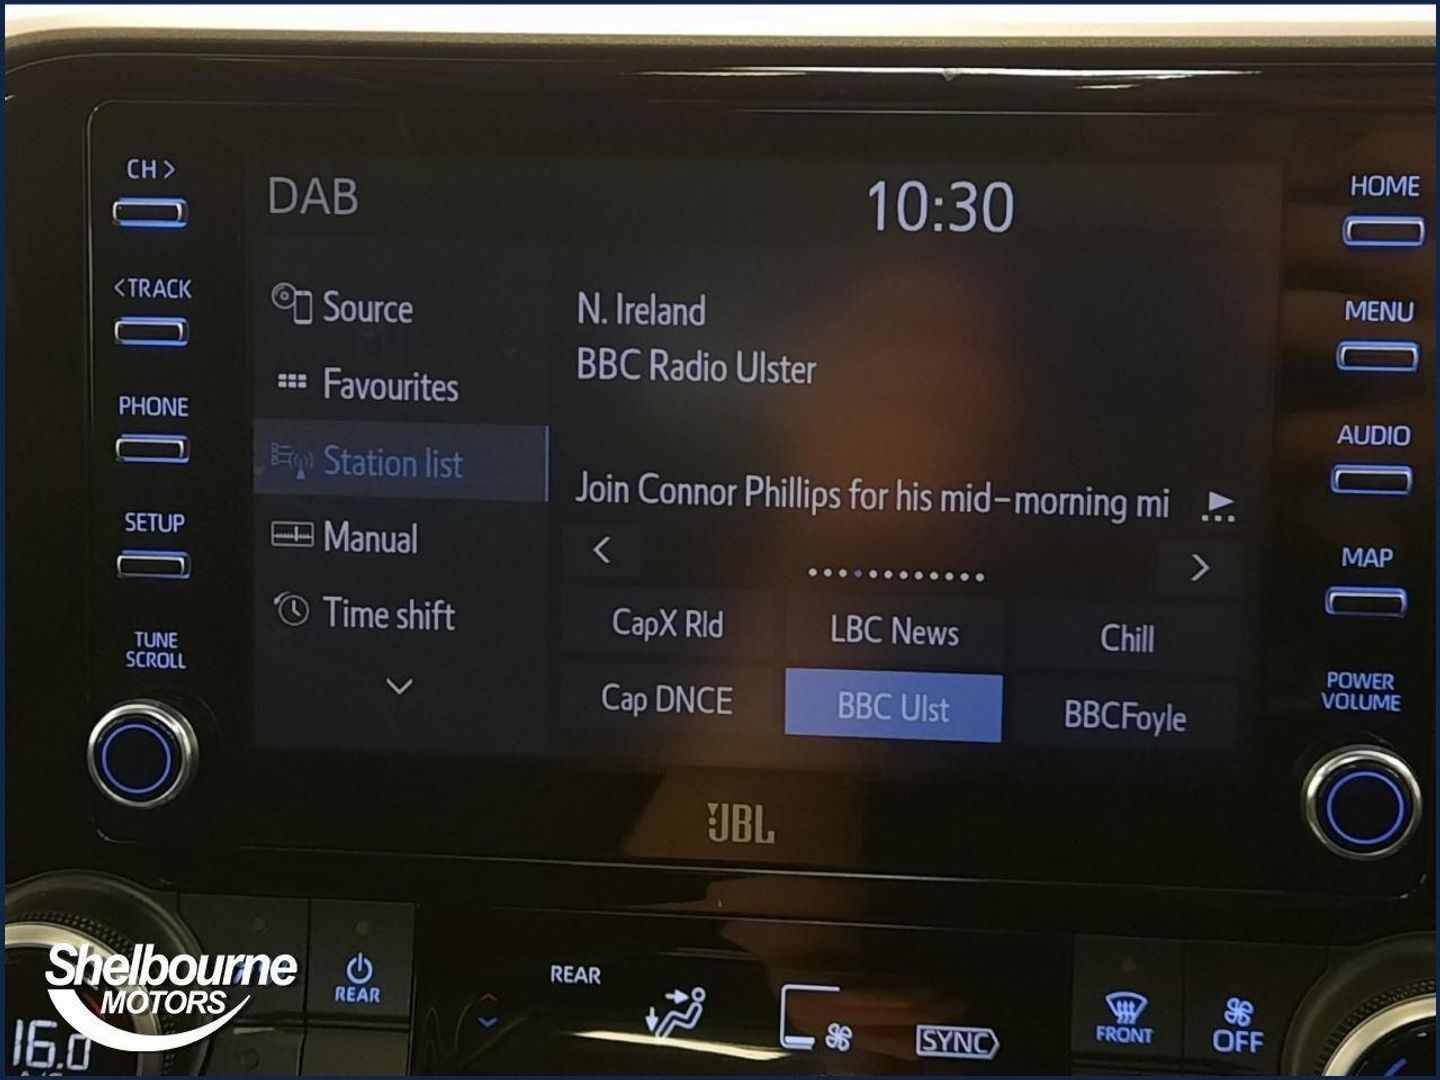 CH >
<TRACK
PHONE
SETUP
TUNE
SCROLL
DAB
10:30
Source
Favourites
Station list
Manual
Time shift
N. Ireland
BBC Radio Ulster
Join Connor Phillips for his mid-morning mi
CapX Rld
LBC News
Chill
Cap DNCE
BBC Ulst
BBCFoyle
HOME
MENU
AUDIO
MAP
POWER
VOLUME
JBL
Shelbourne
MOTORS
16.0
REAR
REAR
SYNC
FRONT
OFF